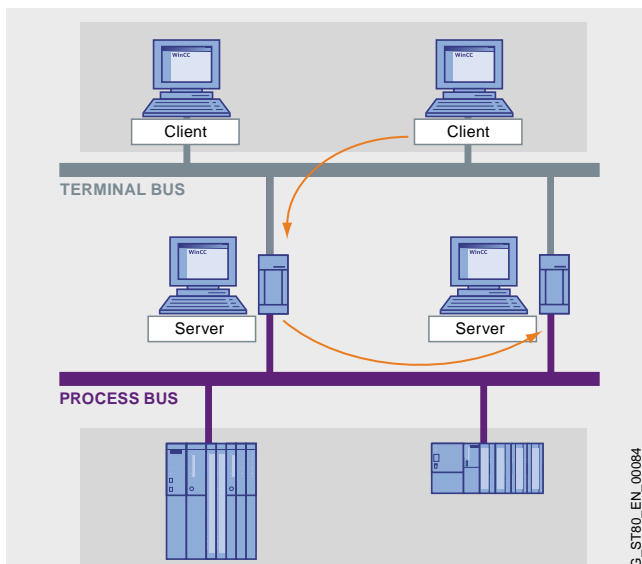 WinCC
WinCC
Client
Client
TERMINAL BUS
WinCC
WinCC
Server
Server
PROCESS BUS
G_ST80_EN_00084